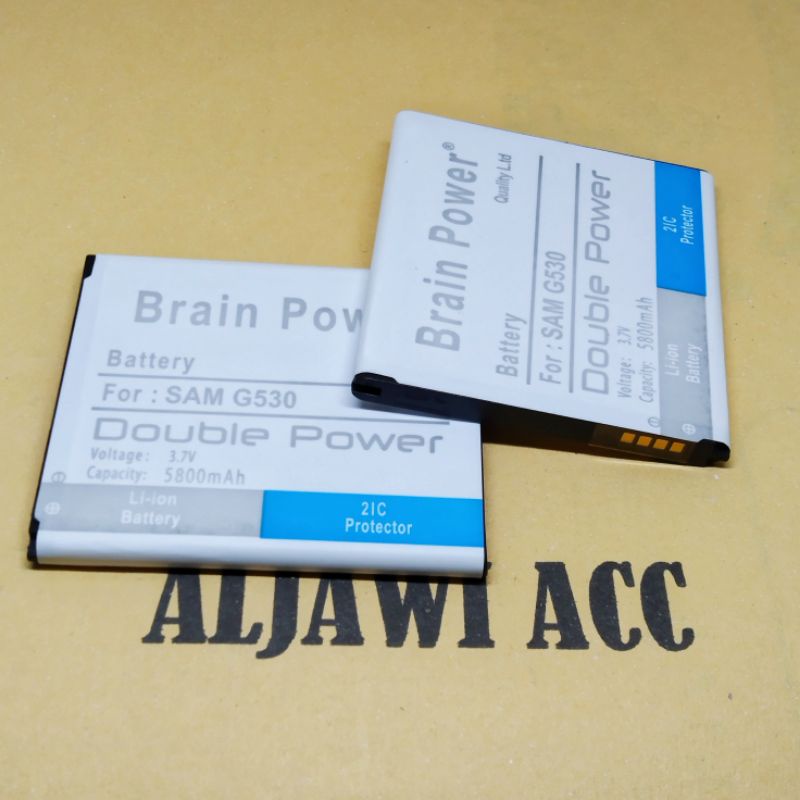 Brain Pow
Battery
For : SAM G530
Double Power
Voltage : 3.7V
Capacity: 5800mAh
Li-ion
Battery
2IC
Protector
Brain Power®
Quality L.td
Battery
For : SAM G530
Double Power
Voltage: 3.7V
Capacity: 5800mAh
Li-ion
Battery
2IC
Protector
ALJAWI ACC